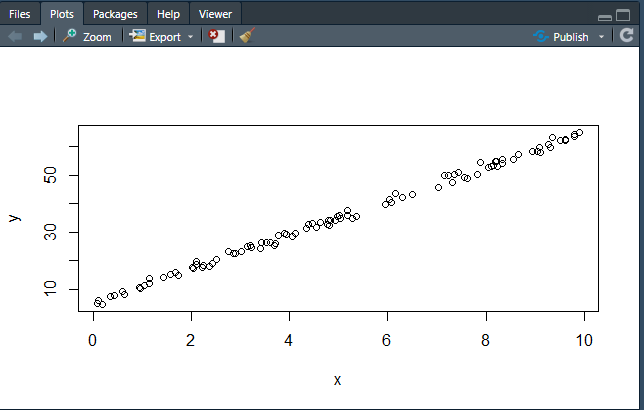 Files Plots Packages Help Viewer
Zoom Export Publish
y
50
30
10
0 2 4 6 8 10
x